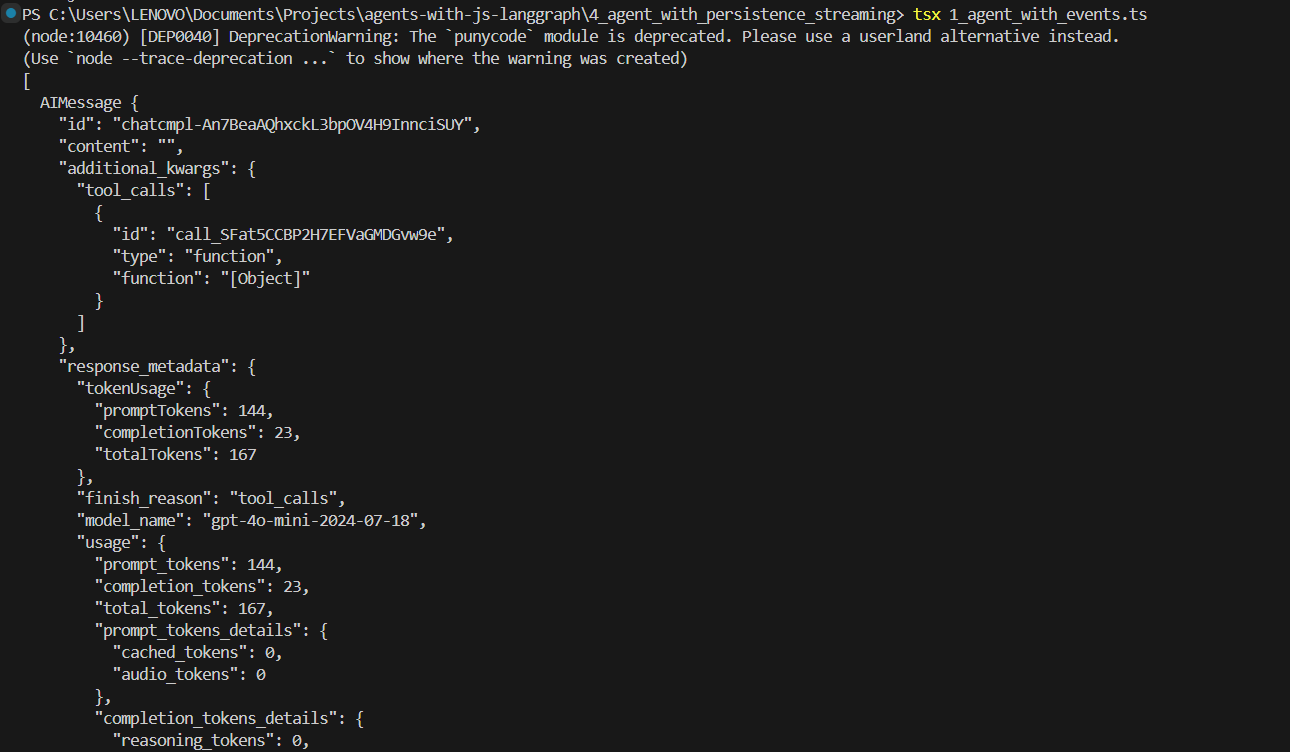 PS C:\Users\LENOVO\Documents\Projects\agents-with-js-langgraph\4_agent_with_persistence_streaming> tsx 1_agent_with_events.ts
(node:10460) [DEP0040] DeprecationWarning: The `punycode` module is deprecated. Please use a userland alternative instead.
(Use `node --trace-deprecation ...` to show where the warning was created)
[
  AIMessage {
    "id": "chatcmpl-An7BeaAQhxckL3bpOV4H9InnciSUY",
    "content": "",
    "additional_kwargs": {
      "tool_calls": [
        {
          "id": "call_SFat5CCBP2H7EFVaGMDGvw9e",
          "type": "function",
          "function": "[Object]"
        }
      ]
    },
    "response_metadata": {
      "tokenUsage": {
        "promptTokens": 144,
        "completionTokens": 23,
        "totalTokens": 167
      },
      "finish_reason": "tool_calls",
      "model_name": "gpt-4o-mini-2024-07-18",
      "usage": {
        "prompt_tokens": 144,
        "completion_tokens": 23,
        "total_tokens": 167,
        "prompt_tokens_details": {
          "cached_tokens": 0,
          "audio_tokens": 0
        },
        "completion_tokens_details": {
          "reasoning_tokens": 0,